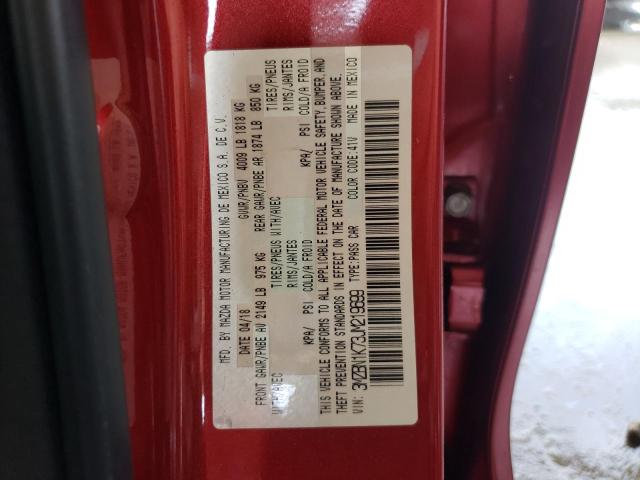 MFD. BY MAZDA MOTOR MANUFACTURING DE MEXICO S.A. DE C.V.
DATE 04/18 GVWR/PNBV 4009 LB 1818 KG
FRONT GAWR/PNBE AV 2149 LB 975 KG REAR GAWR/PNBE AR 1874 LB 850 KG
WITH/AVEC TIRES/PNEUS WITH/AVEC TIRES/PNEUS
RIMS/JANTES RIMS/JANTES
KPA/ PSI COLD/A FROID KPA/ PSI COLD/A FROID
THIS VEHICLE CONFORMS TO ALL APPLICABLE FEDERAL MOTOR VEHICLE SAFETY, BUMPER, AND
THEFT PREVENTION STANDARDS IN EFFECT ON THE DATE OF MANUFACTURE SHOWN ABOVE.
VIN: 3MZBN1K73JM219699 TYPE:PASS CAR COLOR CODE:41V MADE IN MEXICO